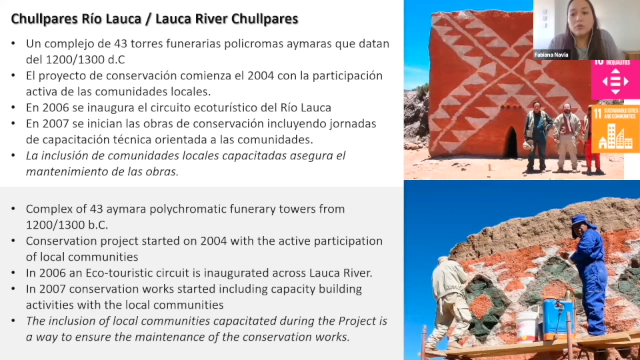 Chullpares Río Lauca / Lauca River Chullpares
• Un complejo de 43 torres funerarias policromas aymaras que datan
del 1200/1300 d.C
• El proyecto de conservación comienza el 2004 con la participación
activa de las comunidades locales.
• En 2006 se inaugura el circuito ecoturístico del Río Lauca
• En 2007 se inician las obras de conservación incluyendo jornadas
de capacitación técnica orientada a las comunidades.
• La inclusión de comunidades locales capacitadas asegura el
mantenimiento de las obras.
• Complex of 43 aymara polychromatic funerary towers from
1200/1300 b.C.
• Conservation project started on 2004 with the active participation
of local communities
• In 2006 an Eco-touristic circuit is inaugurated across Lauca River.
• In 2007 conservation works started including capacity building
activities with the local communities
• The inclusion of local communities capacitated during the Project is
a way to ensure the maintenance of the conservation works.
Fabiana Navia
INEQUALITIES
11 SUSTAINABLE CITIES
AND COMMUNITIES